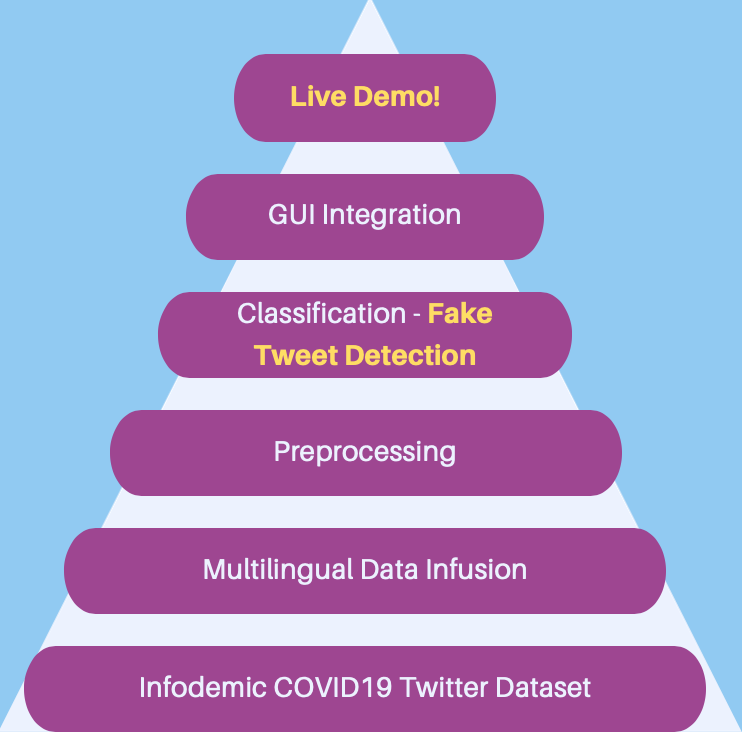 Live Demo!
GUI Integration
Classification - Fake
Tweet Detection
Preprocessing
Multilingual Data Infusion
Infodemic COVID19 Twitter Dataset